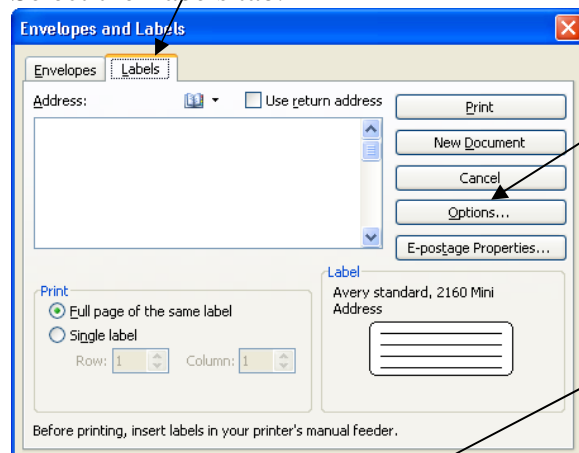 Envelopes and Labels
Envelopes Labels
Address: Use return address Print
New Document
Cancel
Options...
E-postage Properties...
Print
Full page of the same label
Single label
Row: 1 Column: 1
Label
Avery standard, 2160 Mini
Address
Before printing, insert labels in your printer's manual feeder.